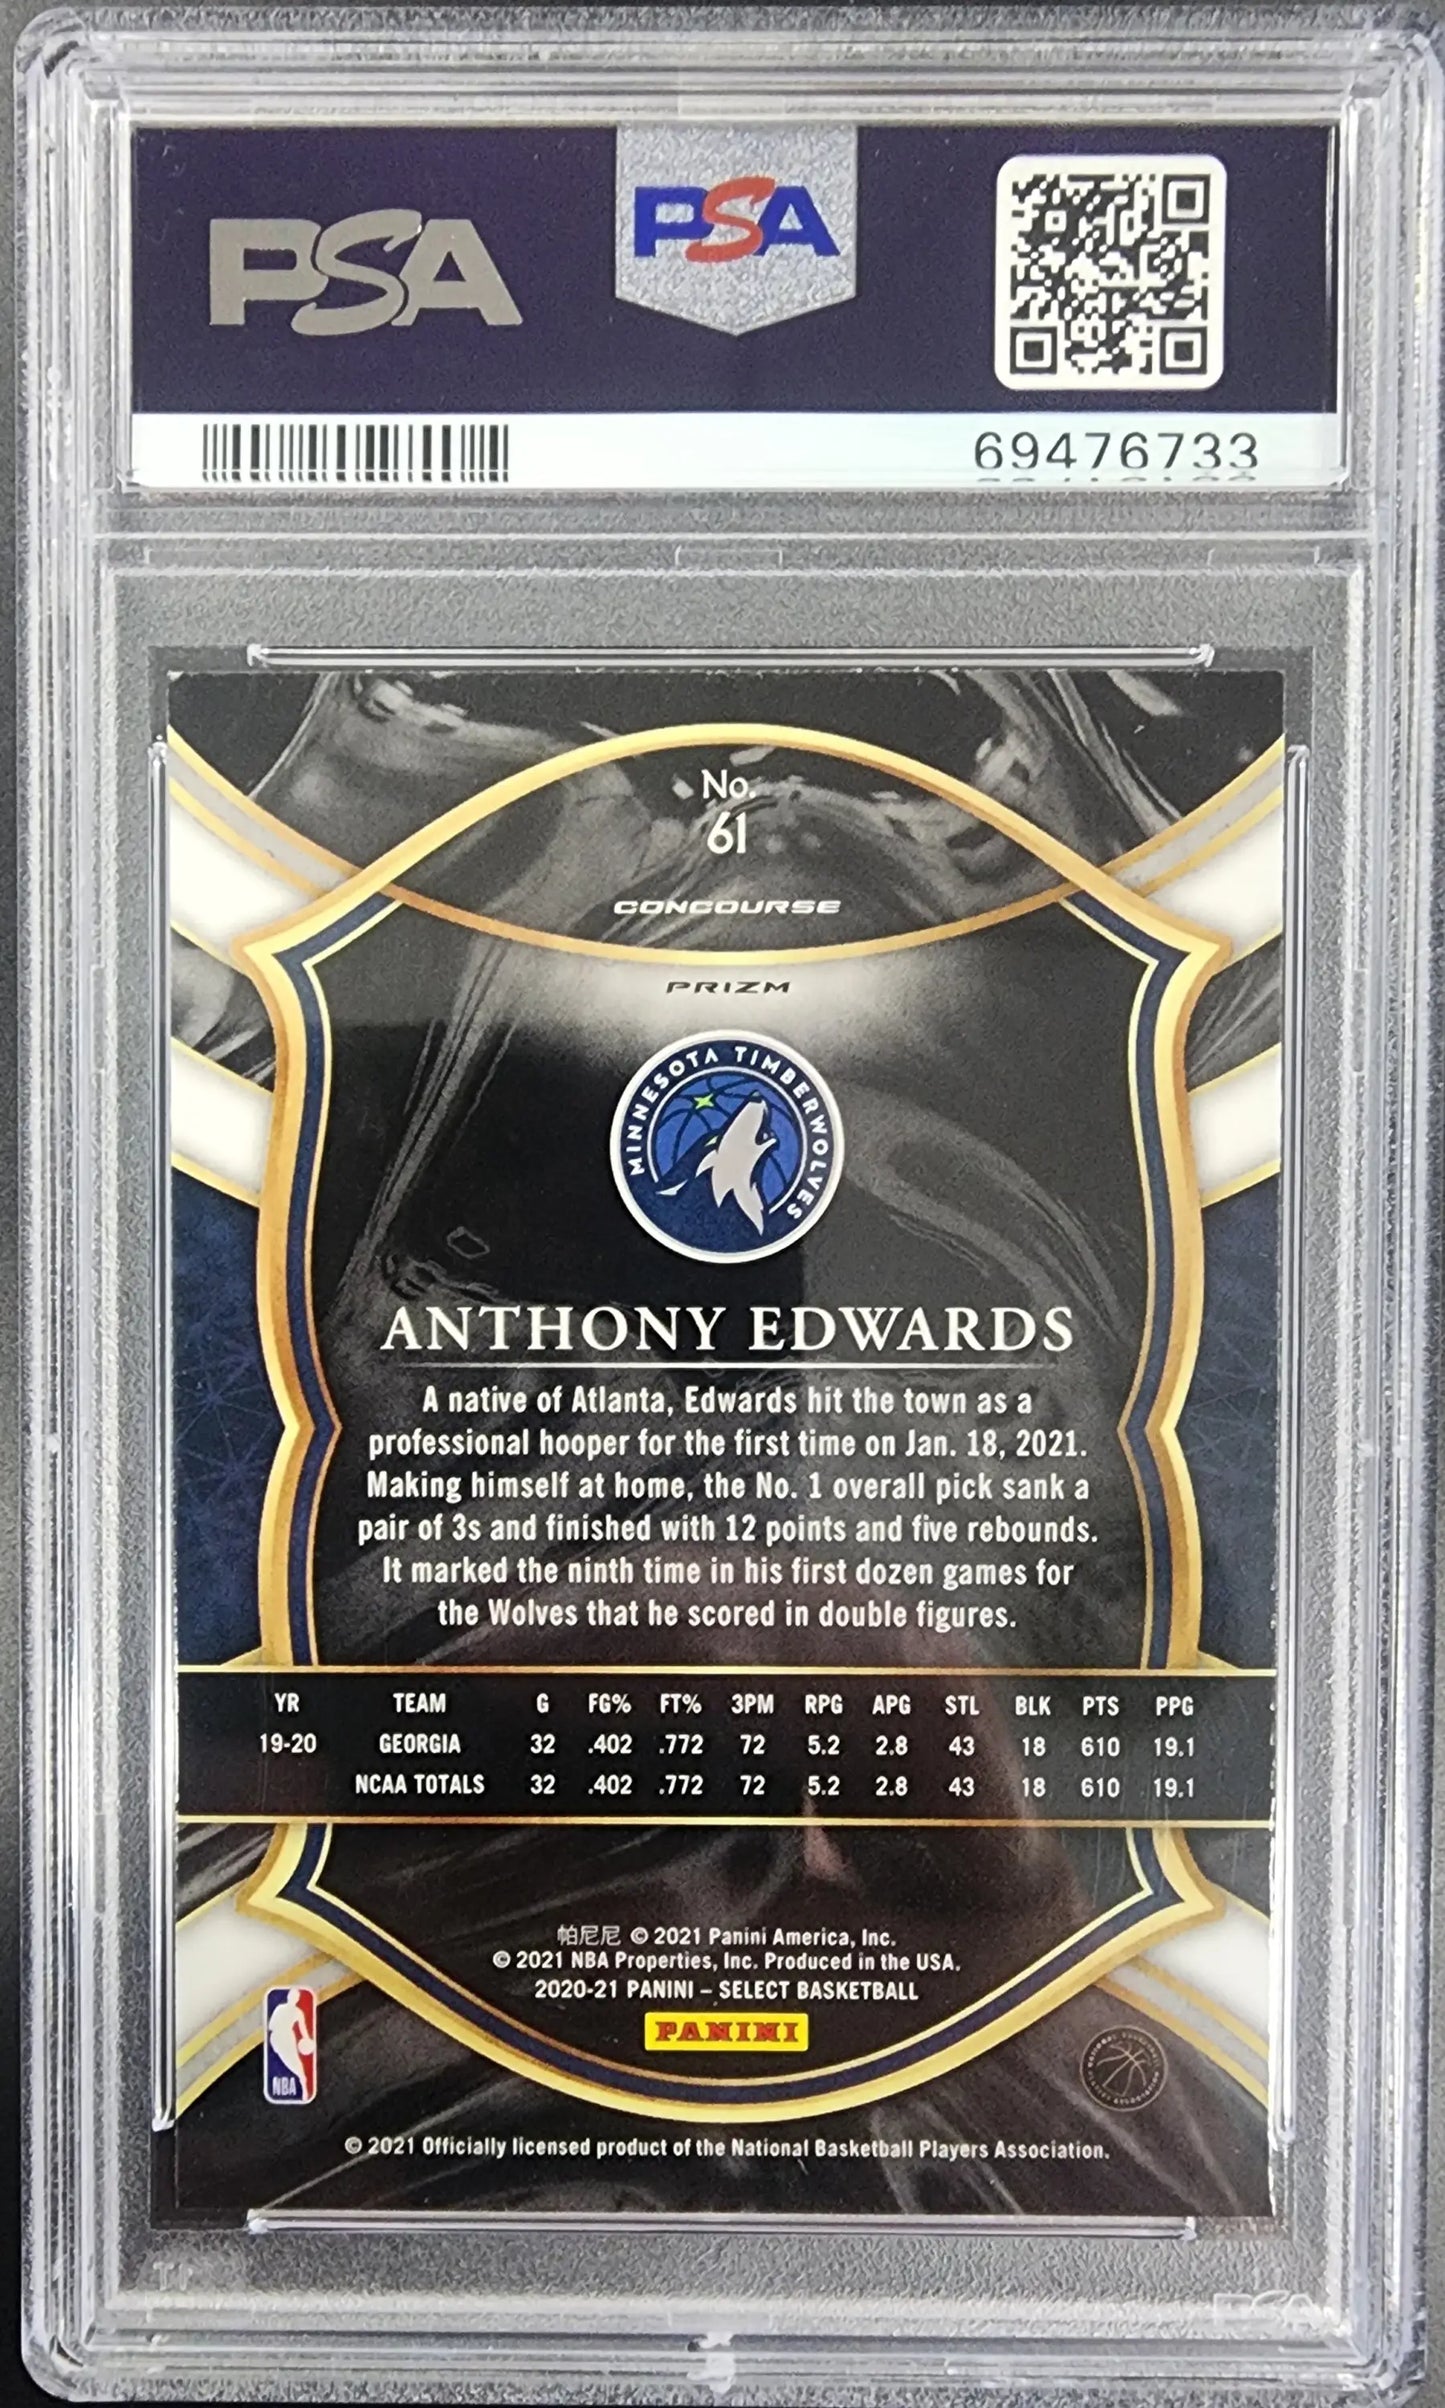 PSA
PSA
69476733
No.
61
CONCOURSE
PRIZM
MINNESOTA TIMBERWOLVES
ANTHONY EDWARDS
A native of Atlanta, Edwards hit the town as a
professional hooper for the first time on Jan. 18, 2021.
Making himself at home, the No. 1 overall pick sank a
pair of 3s and finished with 12 points and five rebounds.
It marked the ninth time in his first dozen games for
the Wolves that he scored in double figures.
YR TEAM G FG% FT% 3PM RPG APG STL BLK PTS PPG
19-20 GEORGIA 32 .402 .772 72 5.2 2.8 43 18 610 19.1
NCAA TOTALS 32 .402 .772 72 5.2 2.8 43 18 610 19.1
帕尼尼 © 2021 Panini America, Inc.
© 2021 NBA Properties, Inc. Produced in the USA.
2020-21 PANINI – SELECT BASKETBALL
PANINI
NBA
NATIONAL BASKETBALL PLAYERS ASSOCIATION
© 2021 Officially licensed product of the National Basketball Players Association.
PSA